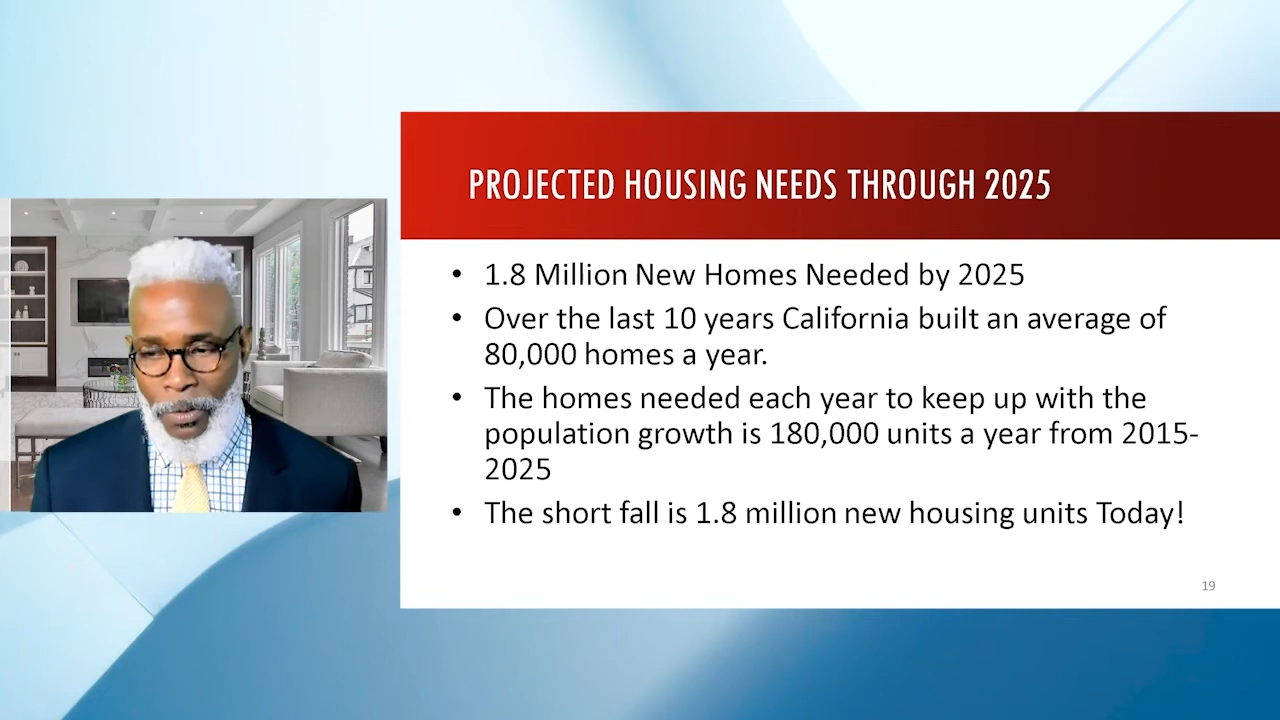 PROJECTED HOUSING NEEDS THROUGH 2025
• 1.8 Million New Homes Needed by 2025
• Over the last 10 years California built an average of
80,000 homes a year.
• The homes needed each year to keep up with the
population growth is 180,000 units a year from 2015-
2025
• The short fall is 1.8 million new housing units Today!
19